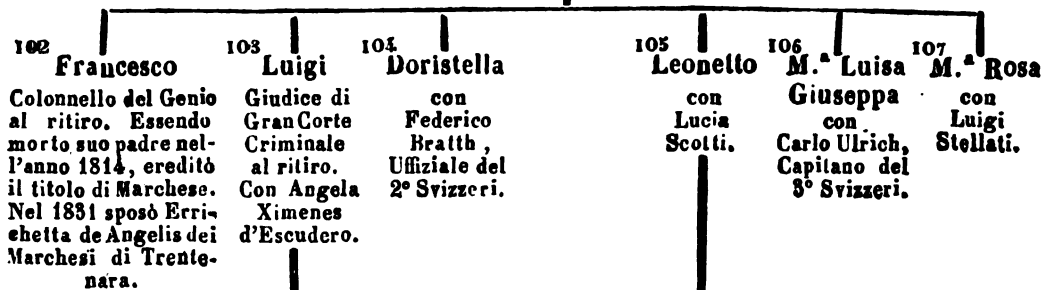 102
Francesco
Colonnello del Genio
al ritiro. Essendo
morto suo padre nel-
l'anno 1814, ereditò
il titolo di Marchese.
Nel 1831 sposò Erri-
chetta de Angelis dei
Marchesi di Trente-
nara.
103
Luigi
Giudice di
Gran Corte
Criminale
al ritiro.
Con Angela
Ximenes
d'Escudero.
104
Doristella
con
Federico
Bratth,
Uffiziale del
2º Svizzeri.
105
Leonetto
con
Lucia
Scotti.
106
M.ª Luisa
Giuseppa
con
Carlo Ulrich,
Capitano del
3º Svizzeri.
107
M.ª Rosa
con
Luigi
Stellati.